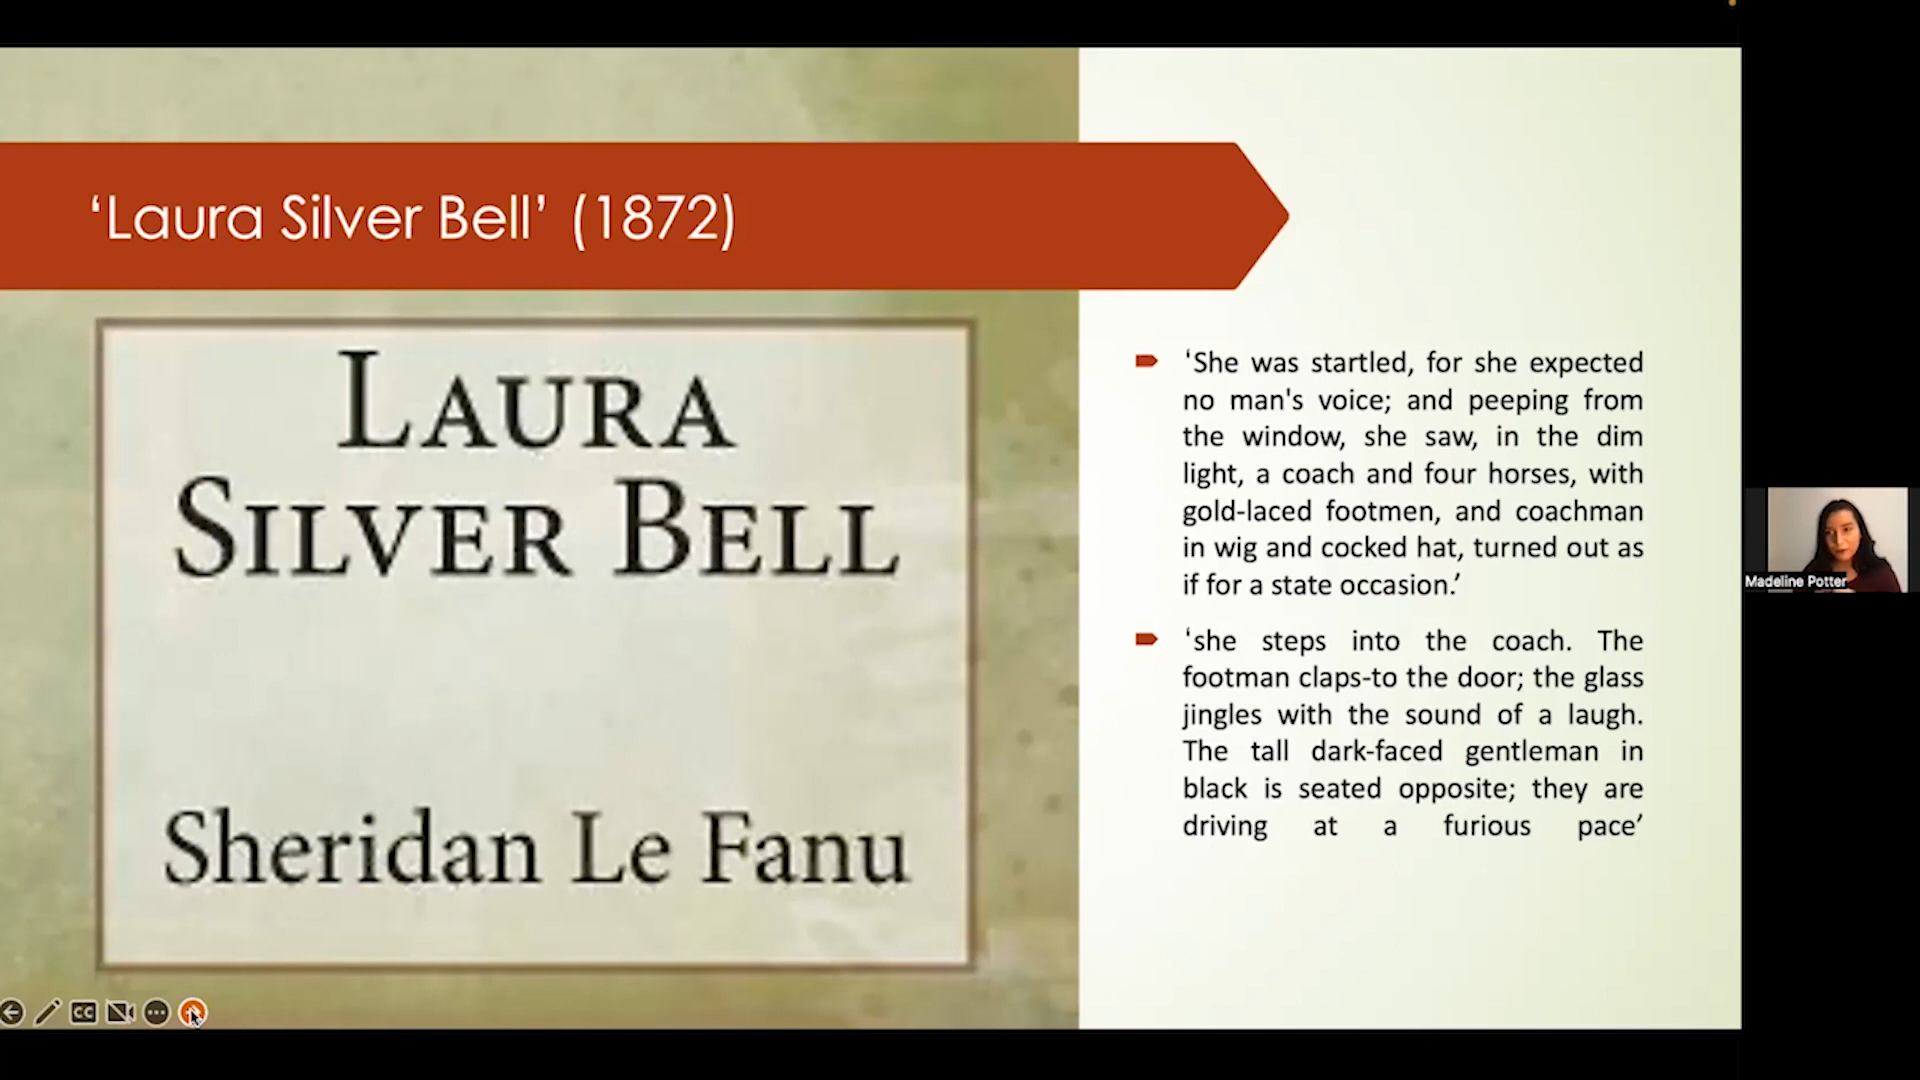 ‘Laura Silver Bell’ (1872)
LAURA
SILVER BELL
Sheridan Le Fanu
‘She was startled, for she expected
no man's voice; and peeping from
the window, she saw, in the dim
light, a coach and four horses, with
gold-laced footmen, and coachman
in wig and cocked hat, turned out as
if for a state occasion.’
‘she steps into the coach. The
footman claps-to the door; the glass
jingles with the sound of a laugh.
The tall dark-faced gentleman in
black is seated opposite; they are
driving at a furious pace’
Madeline Potter
CC